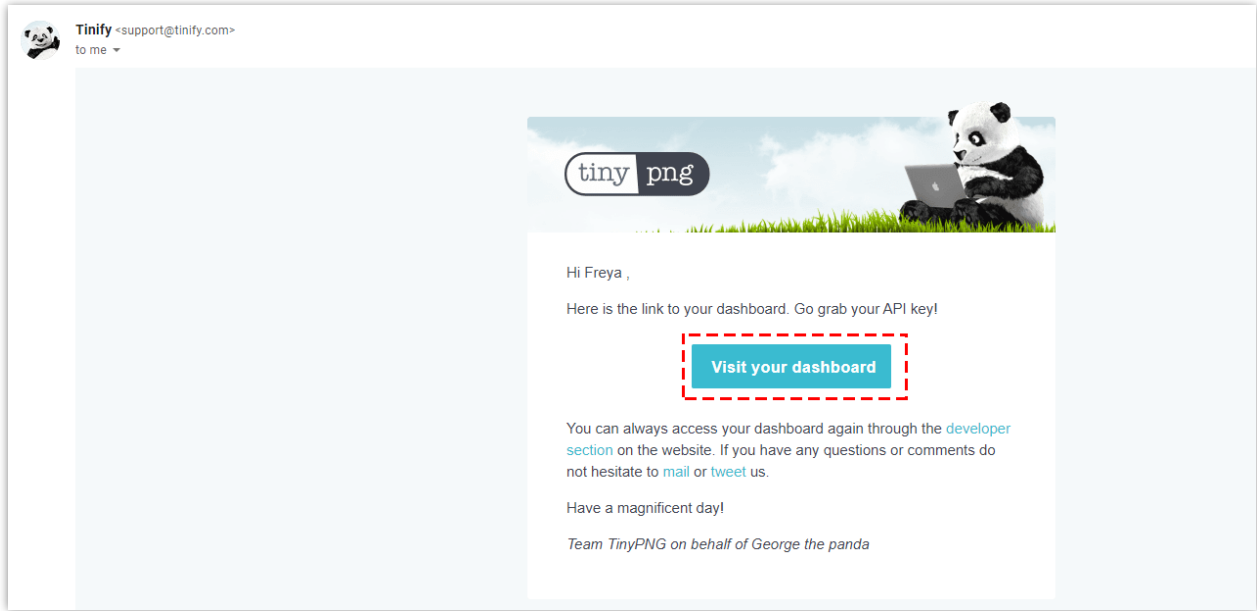 Tinify <support@tinify.com>
to me
tiny png
Hi Freya ,
Here is the link to your dashboard. Go grab your API key!
Visit your dashboard
You can always access your dashboard again through the developer
section on the website. If you have any questions or comments do
not hesitate to mail or tweet us.
Have a magnificent day!
Team TinyPNG on behalf of George the panda